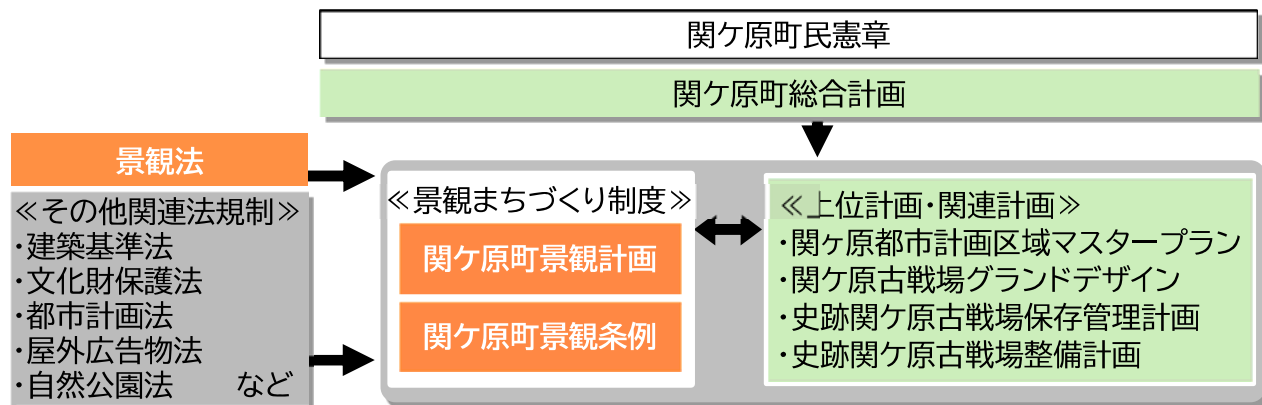 関ケ原町民憲章
関ケ原町総合計画
景観法
≪その他関連法規制≫
・建築基準法
・文化財保護法
・都市計画法
・屋外広告物法
・自然公園法　　など
≪景観まちづくり制度≫
関ケ原町景観計画
関ケ原町景観条例
≪上位計画・関連計画≫
・関ヶ原都市計画区域マスタープラン
・関ケ原古戦場グランドデザイン
・史跡関ケ原古戦場保存管理計画
・史跡関ケ原古戦場整備計画